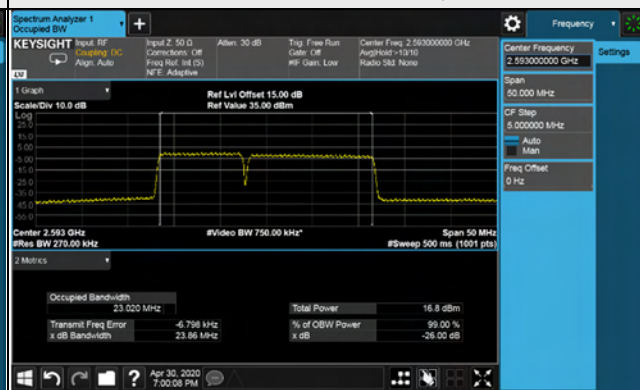 Spectrum Analyzer 1
Occupied BW
Frequency
KEYSIGHT
Input: RF
Coupling: DC
Align: Auto
Input Z: 50 Ω
Corrections: Off
Freq Ref: Int (S)
NFE: Adaptive
Atten: 30 dB
Trig: Free Run
Gate: Off
#IF Gain: Low
Center Freq: 2.593000000 GHz
Avg|Hold:>10/10
Radio Std: None
Center Frequency
2.593000000 GHz
Settings
Span
50.000 MHz
CF Step
5.000000 MHz
Auto
Man
Freq Offset
0 Hz
1 Graph
Scale/Div 10.0 dB
Ref Lvl Offset 15.00 dB
Ref Value 35.00 dBm
Log
25.0
15.0
5.00
-5.00
-15.0
-25.0
-35.0
-45.0
-55.0
Center 2.593 GHz
#Res BW 270.00 kHz
#Video BW 750.00 kHz*
Span 50 MHz
#Sweep 500 ms (1001 pts)
2 Metrics
Occupied Bandwidth
23.020 MHz
Total Power 16.8 dBm
Transmit Freq Error -6.798 kHz
% of OBW Power 99.00 %
x dB Bandwidth 23.86 MHz
x dB -26.00 dB
Apr 30, 2020
7:00:08 PM